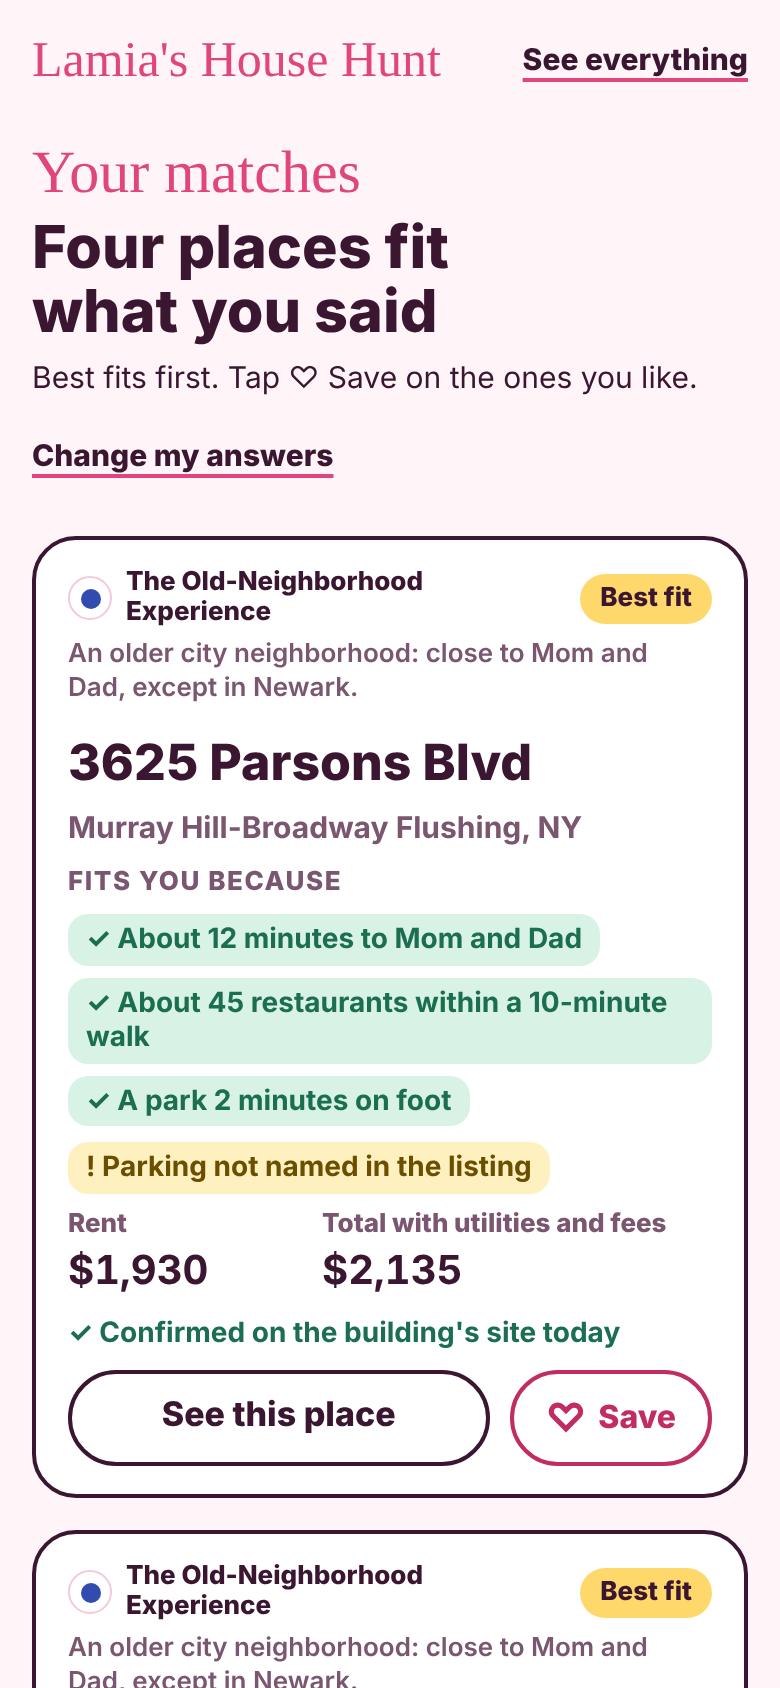 Lamia's House Hunt
See everything
Your matches
Four places fit
what you said
Best fits first. Tap ♡ Save on the ones you like.
Change my answers
The Old-Neighborhood
Experience
Best fit
An older city neighborhood: close to Mom and
Dad, except in Newark.
3625 Parsons Blvd
Murray Hill-Broadway Flushing, NY
FITS YOU BECAUSE
✓ About 12 minutes to Mom and Dad
✓ About 45 restaurants within a 10-minute
walk
✓ A park 2 minutes on foot
! Parking not named in the listing
Rent
Total with utilities and fees
$1,930
$2,135
✓ Confirmed on the building's site today
See this place
♡ Save
The Old-Neighborhood
Experience
Best fit
An older city neighborhood: close to Mom and
Dad, except in Newark.